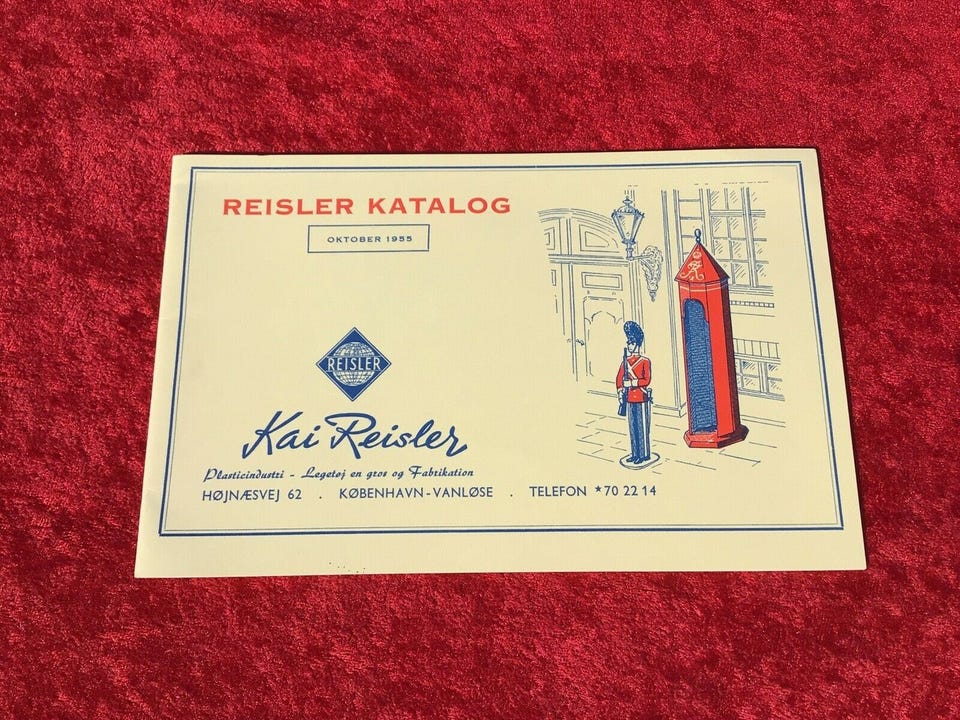 REISLER KATALOG
OKTOBER 1955
REISLER
Kai Reisler
Plasticindustri - Legetøj en gros og Fabrikation
HØJNÆSVEJ 62 . KØBENHAVN-VANLØSE . TELEFON *70 22 14